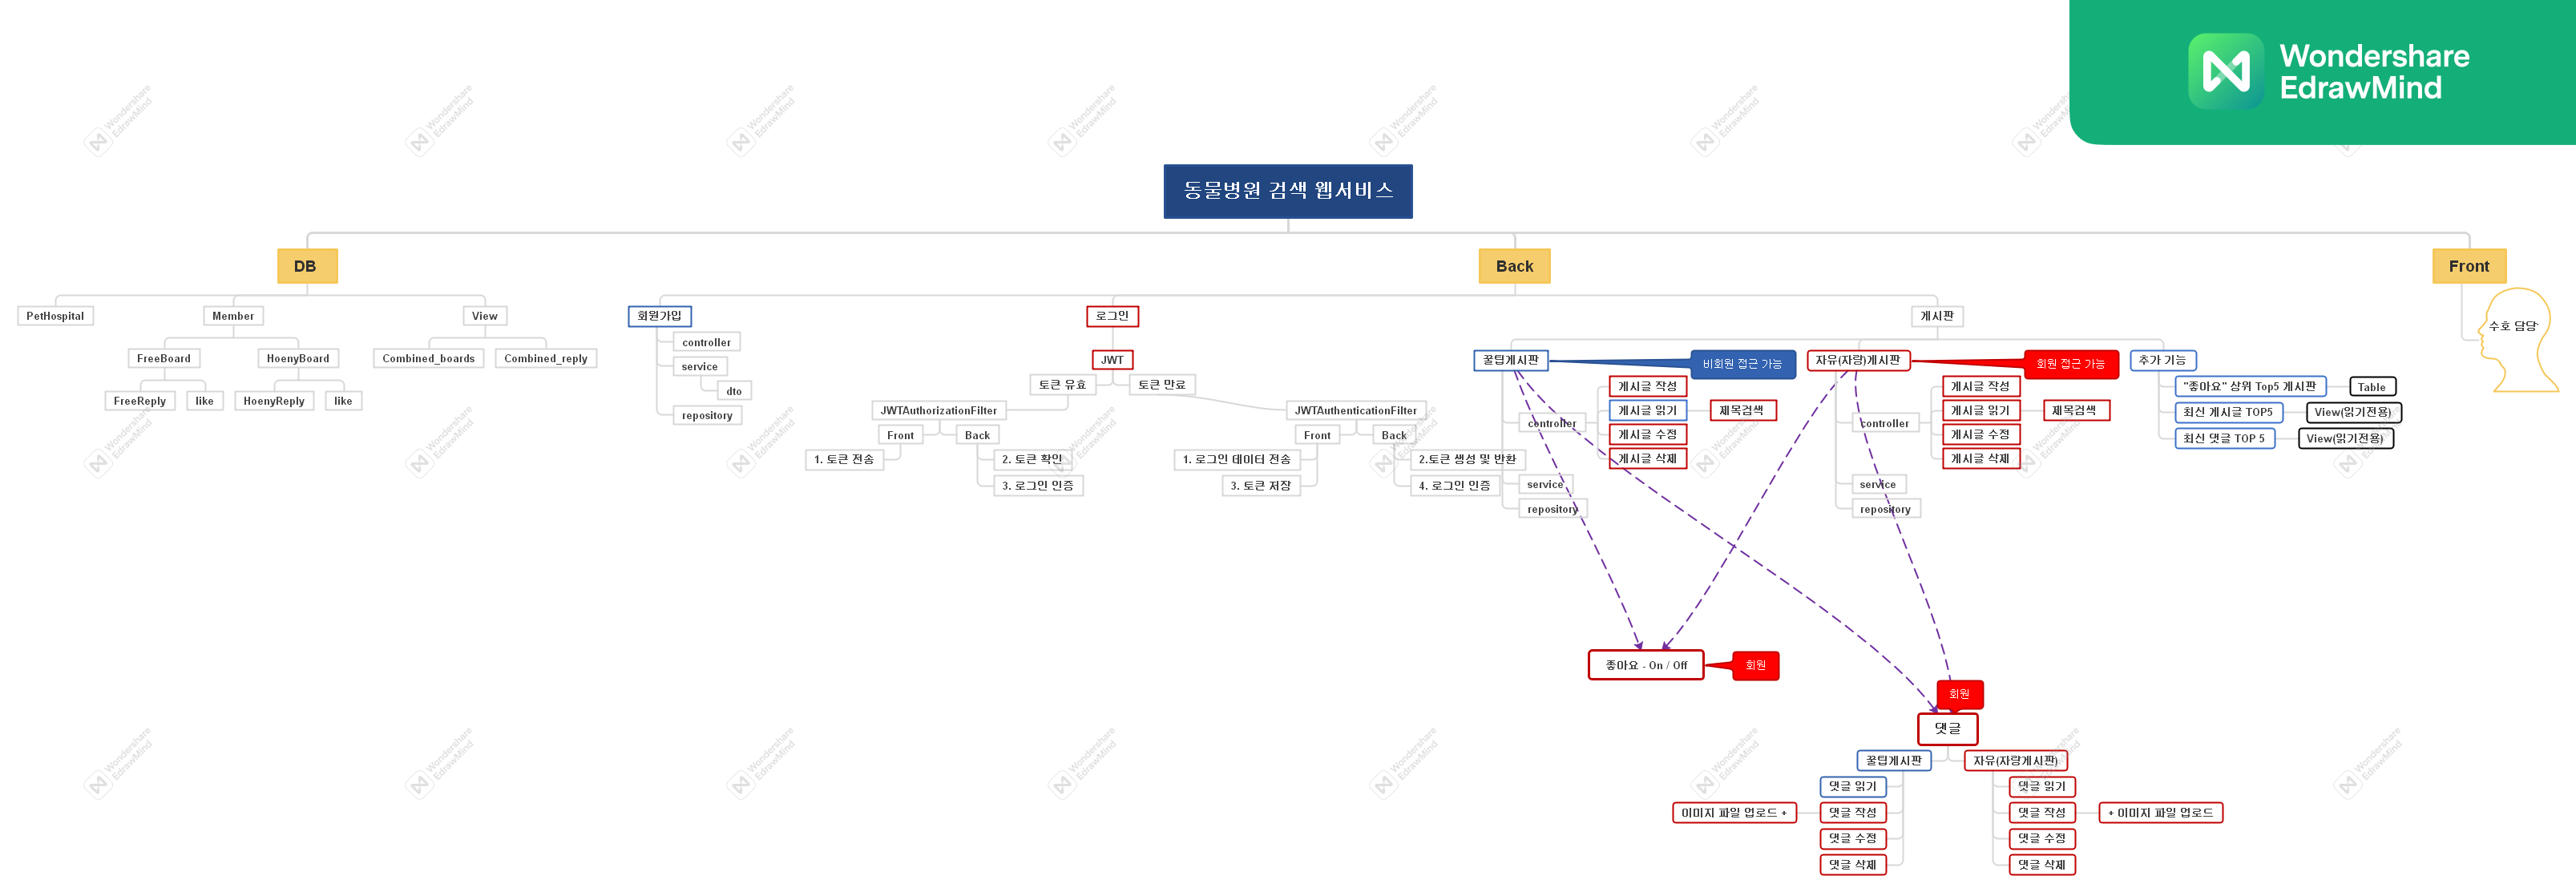 Wondershare
EdrawMind
동물병원 검색 웹서비스
DB
Back
Front
PetHospital
Member
View
회원가입
로그인
게시판
수호 담당
FreeBoard
HoenyBoard
Combined_boards
Combined_reply
FreeReply
like
HoenyReply
like
controller
service
dto
repository
JWT
토큰 유효
토큰 만료
JWTAuthorizationFilter
JWTAuthenticationFilter
Front
Back
Front
Back
1. 토큰 전송
2. 토큰 확인
3. 로그인 인증
1. 로그인 데이터 전송
3. 토큰 저장
2.토큰 생성 및 반환
4. 로그인 인증
꿀팁게시판
비회원 접근 가능
게시글 작성
게시글 읽기
제목검색
controller
게시글 수정
게시글 삭제
service
repository
자유(자랑)게시판
회원 접근 가능
게시글 작성
게시글 읽기
제목검색
controller
게시글 수정
게시글 삭제
service
repository
추가 기능
"좋아요" 상위 Top5 게시판
Table
최신 게시글 TOP5
View(읽기전용)
최신 댓글 TOP 5
View(읽기전용)
좋아요 - On / Off
회원
회원
댓글
꿀팁게시판
자유(자랑게시판)
댓글 읽기
댓글 읽기
이미지 파일 업로드 +
댓글 작성
댓글 작성
+ 이미지 파일 업로드
댓글 수정
댓글 수정
댓글 삭제
댓글 삭제